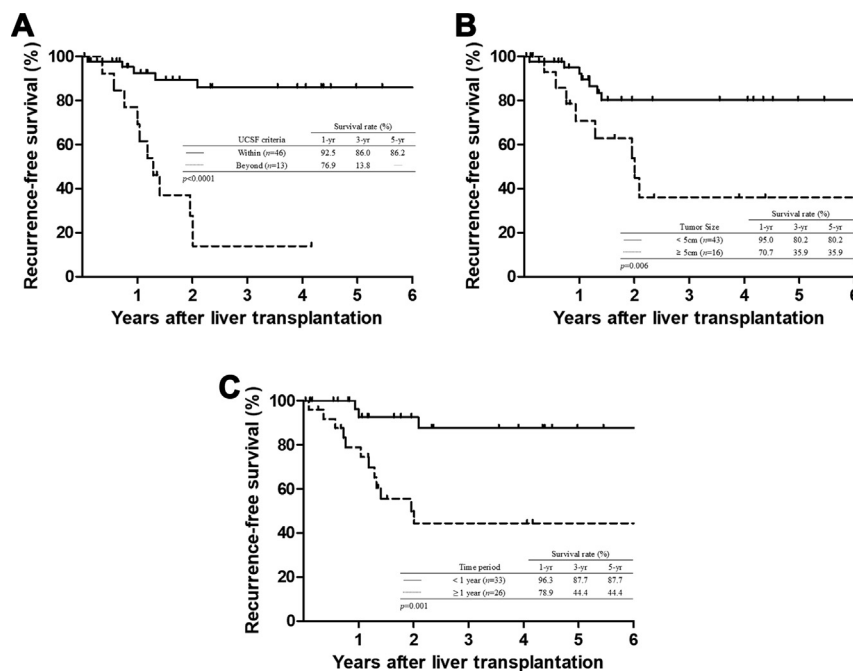 A
Recurrence-free survival (%)
100
80
60
40
20
0
Survival rate (%)
UCSF criteria 1-yr 3-yr 5-yr
Within (n=46) 92.5 86.0 86.2
Beyond (n=13) 76.9 13.8 —
p<0.0001
1 2 3 4 5 6
Years after liver transplantation
B
Recurrence-free survival (%)
100
80
60
40
20
0
Survival rate (%)
Tumor Size 1-yr 3-yr 5-yr
< 5cm (n=43) 95.0 80.2 80.2
≥ 5cm (n=16) 70.7 35.9 35.9
p=0.006
1 2 3 4 5 6
Years after liver transplantation
C
Recurrence-free survival (%)
100
80
60
40
20
0
Survival rate (%)
Time period 1-yr 3-yr 5-yr
< 1 year (n=33) 96.3 87.7 87.7
≥ 1 year (n=26) 78.9 44.4 44.4
p=0.001
1 2 3 4 5 6
Years after liver transplantation